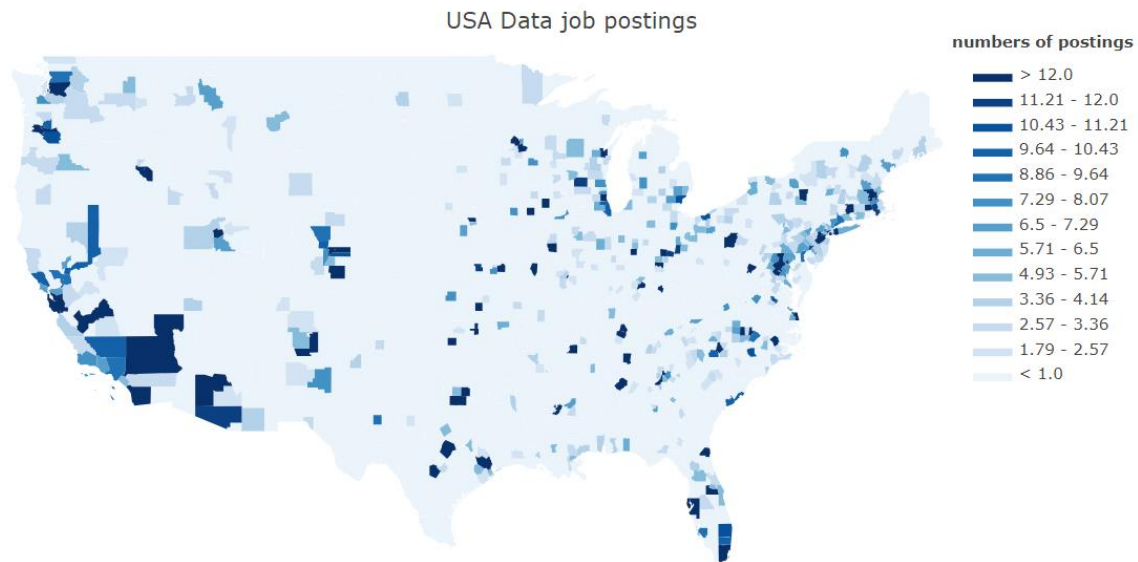 USA Data job postings
numbers of postings
> 12.0
11.21 - 12.0
10.43 - 11.21
9.64 - 10.43
8.86 - 9.64
7.29 - 8.07
6.5 - 7.29
5.71 - 6.5
4.93 - 5.71
3.36 - 4.14
2.57 - 3.36
1.79 - 2.57
< 1.0